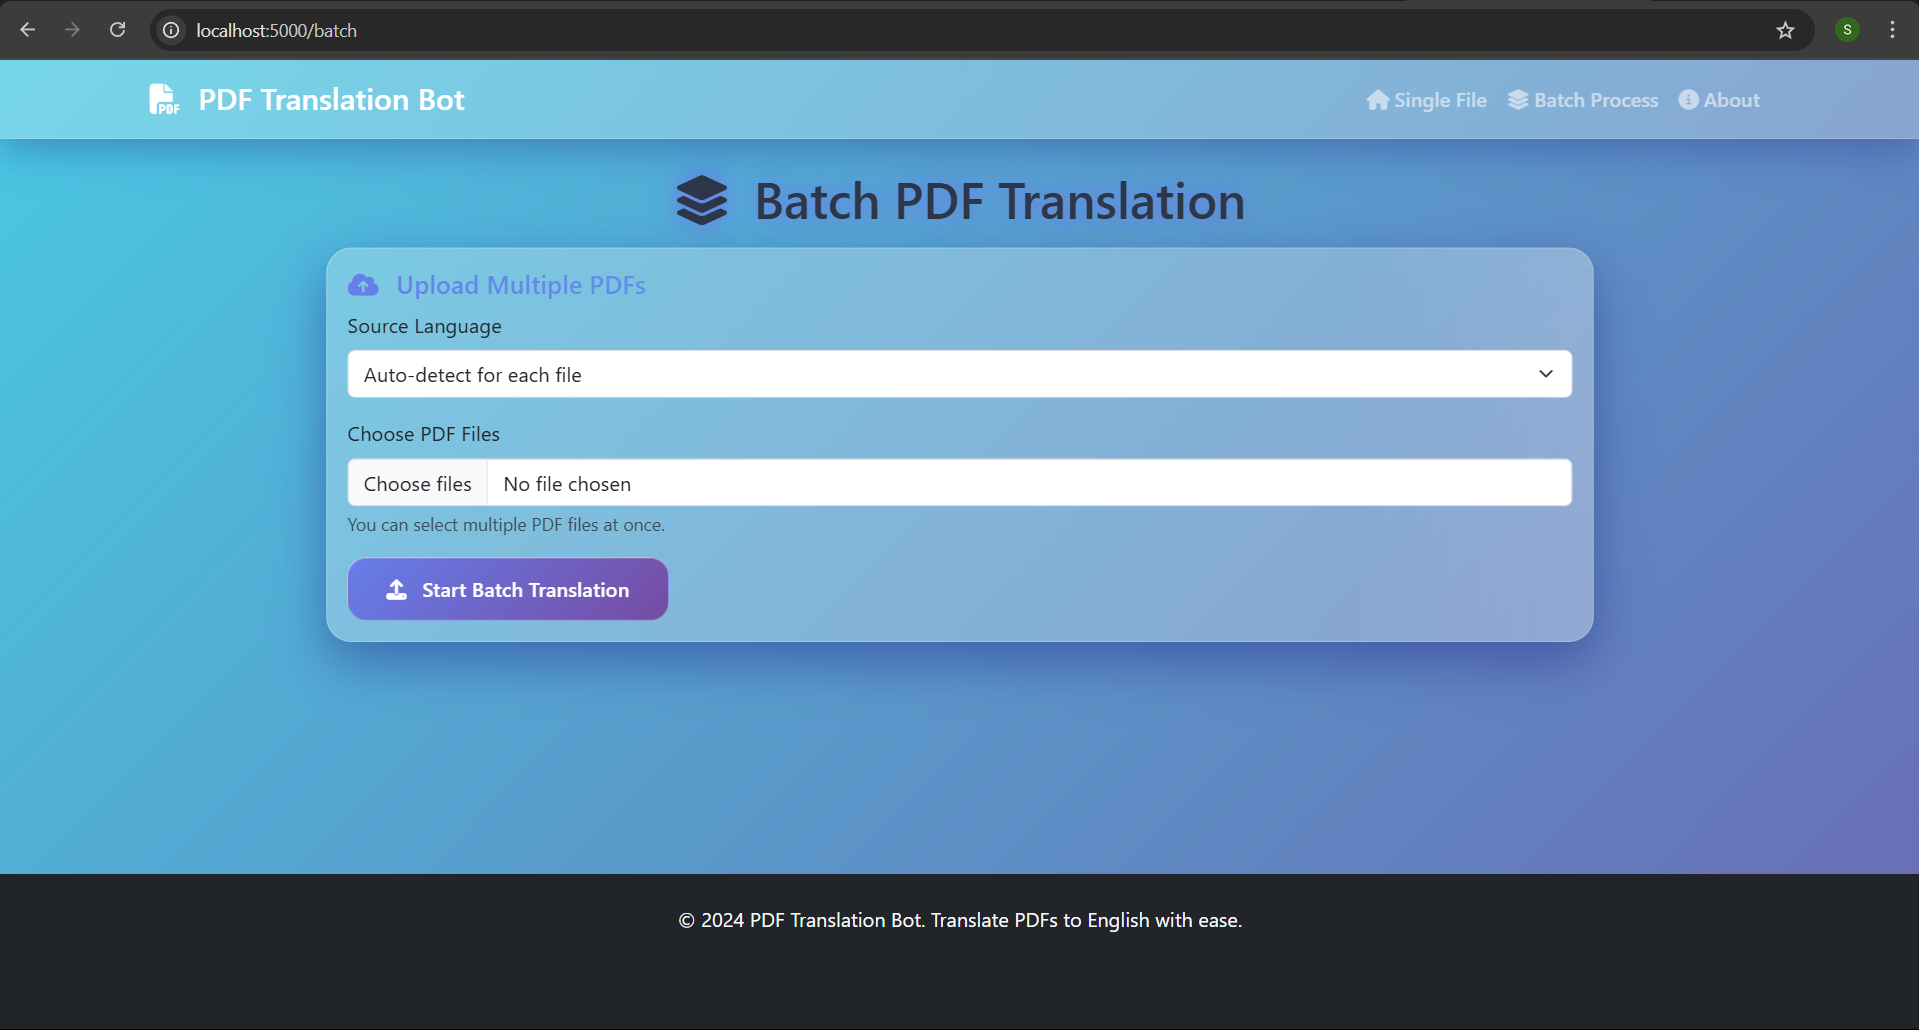 localhost:5000/batch
S
PDF
PDF Translation Bot
Single File
Batch Process
About
Batch PDF Translation
Upload Multiple PDFs
Source Language
Auto-detect for each file
Choose PDF Files
Choose files
No file chosen
You can select multiple PDF files at once.
Start Batch Translation
© 2024 PDF Translation Bot. Translate PDFs to English with ease.